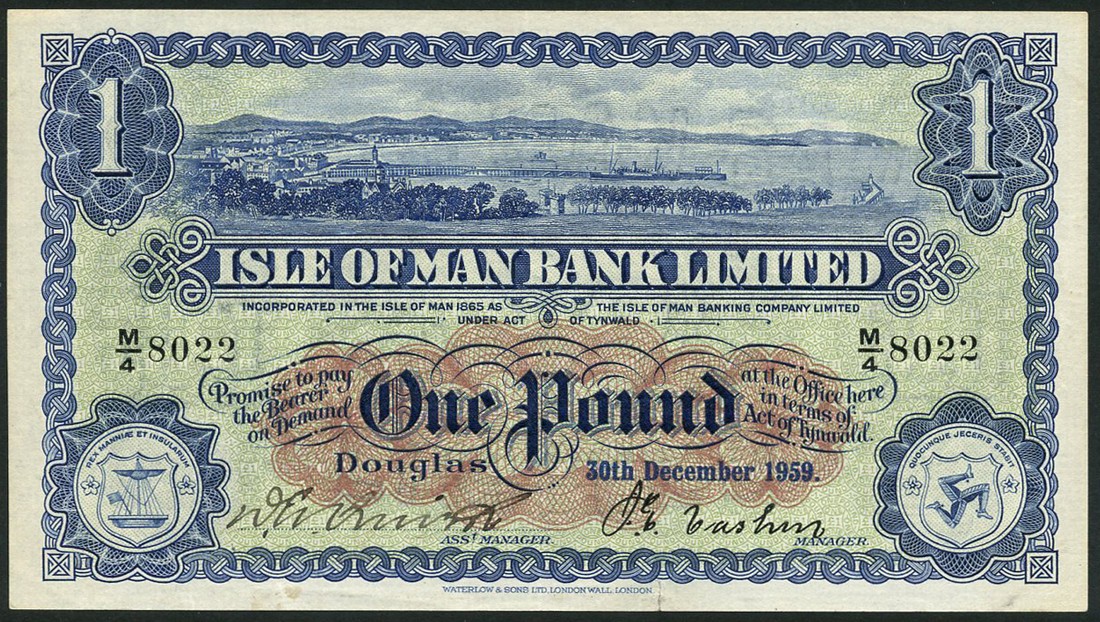 1 1
ISLE OF MAN BANK LIMITED
INCORPORATED IN THE ISLE OF MAN 1865 AS THE ISLE OF MAN BANKING COMPANY LIMITED
UNDER ACT OF TYNWALD
M/4 8022 M/4 8022
Promise to pay
the Bearer
on Demand
One Pound
at the Office here
in terms of
Act of Tynwald.
Douglas 30th December 1959.
REX MANNIÆ ET INSULARUM
QUOCUNQUE JECERIS STABIT
ASST MANAGER. MANAGER.
WATERLOW & SONS LTD, LONDON WALL, LONDON.